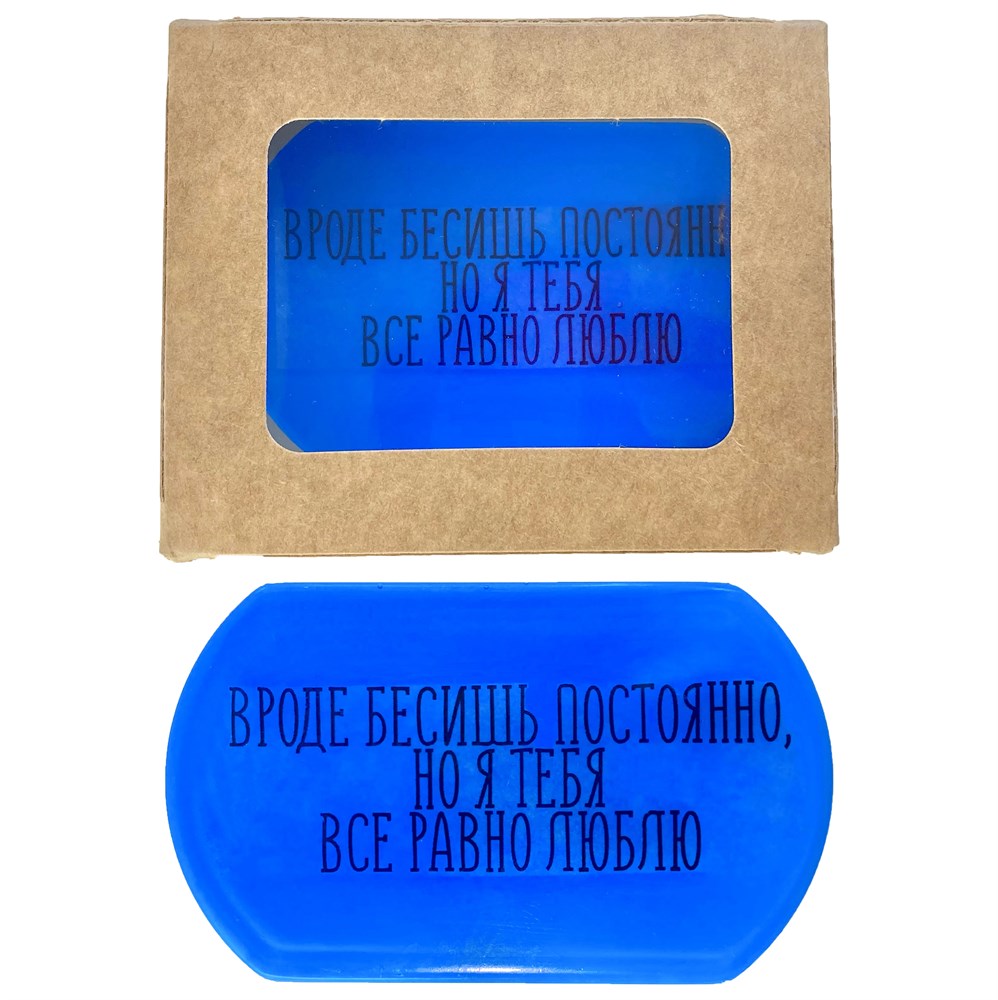 ВРОДЕ БЕСИШЬ ПОСТОЯНН
НО Я ТЕБЯ
ВСЕ РАВНО ЛЮБЛЮ
ВРОДЕ БЕСИШЬ ПОСТОЯННО,
НО Я ТЕБЯ
ВСЕ РАВНО ЛЮБЛЮ